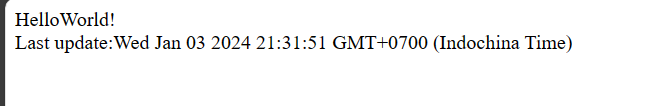 HelloWorld!
Last update:Wed Jan 03 2024 21:31:51 GMT+0700 (Indochina Time)